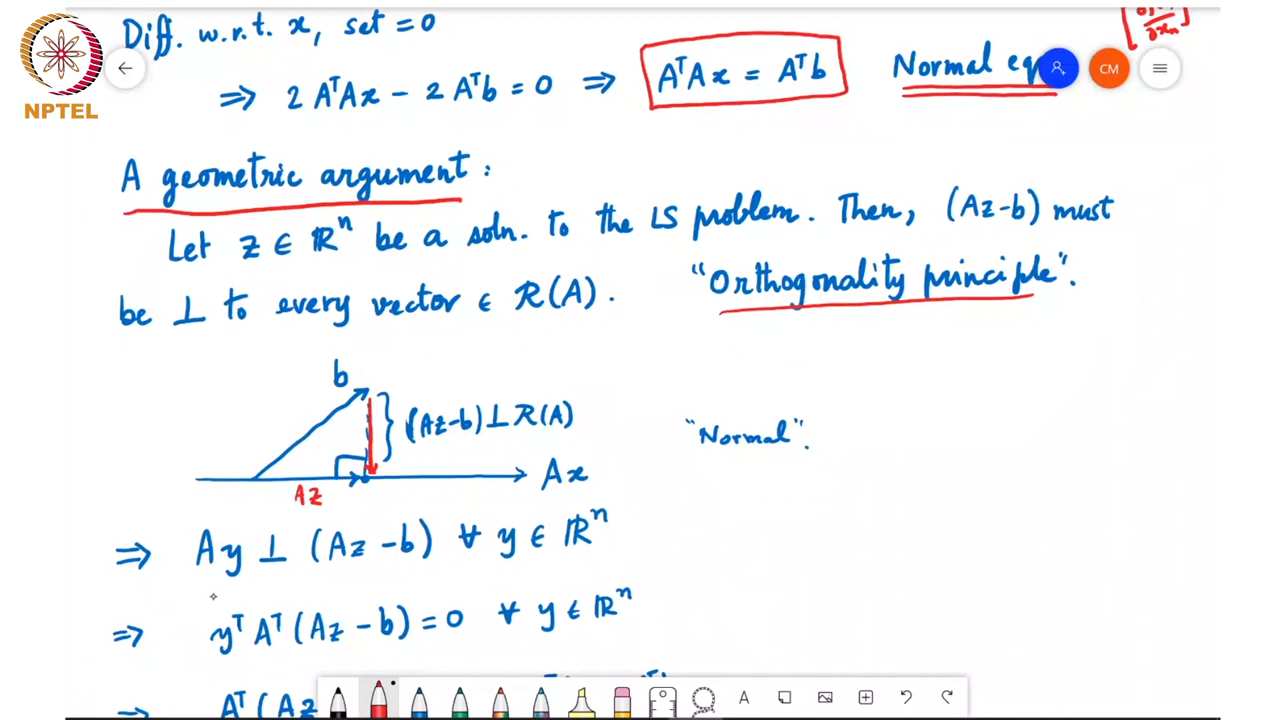 Diff. w.r.t. x, set = 0
⇒ 2 AᵀAx − 2 Aᵀb = 0 ⇒ AᵀAx = Aᵀb Normal eq
NPTEL
CM
A geometric argument:
Let z ∈ ℝⁿ be a soln. to the LS problem. Then, (Az-b) must
be ⊥ to every vector ∈ R(A). "Orthogonality principle".
b
(Az-b) ⊥ R(A)
"Normal".
Ax
Az
⇒ Ay ⊥ (Az - b) ∀ y ∈ ℝⁿ
⇒ yᵀAᵀ(Az - b) = 0 ∀ y ∈ ℝⁿ
⇒ Aᵀ(Az
A